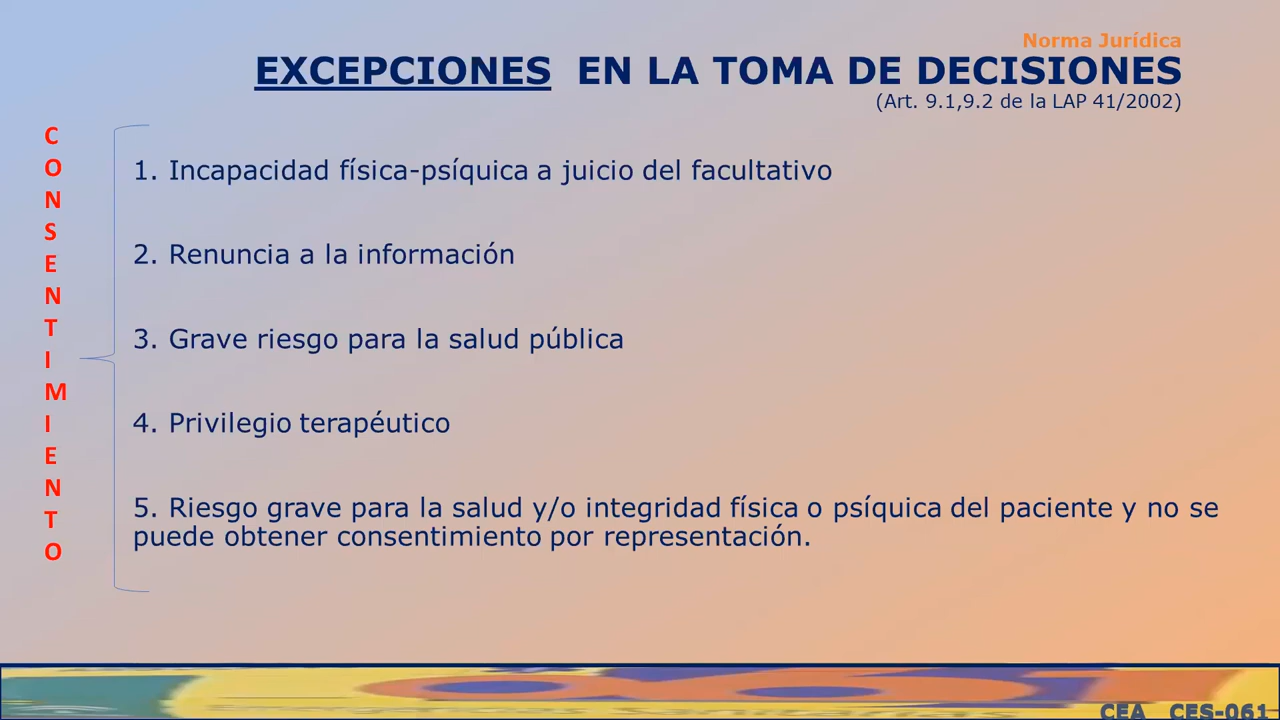 Norma Jurídica
EXCEPCIONES EN LA TOMA DE DECISIONES
(Art. 9.1,9.2 de la LAP 41/2002)
C
O
N
S
E
N
T
I
M
I
E
N
T
O
1. Incapacidad física-psíquica a juicio del facultativo
2. Renuncia a la información
3. Grave riesgo para la salud pública
4. Privilegio terapéutico
5. Riesgo grave para la salud y/o integridad física o psíquica del paciente y no se
puede obtener consentimiento por representación.
061
CEA CES-061